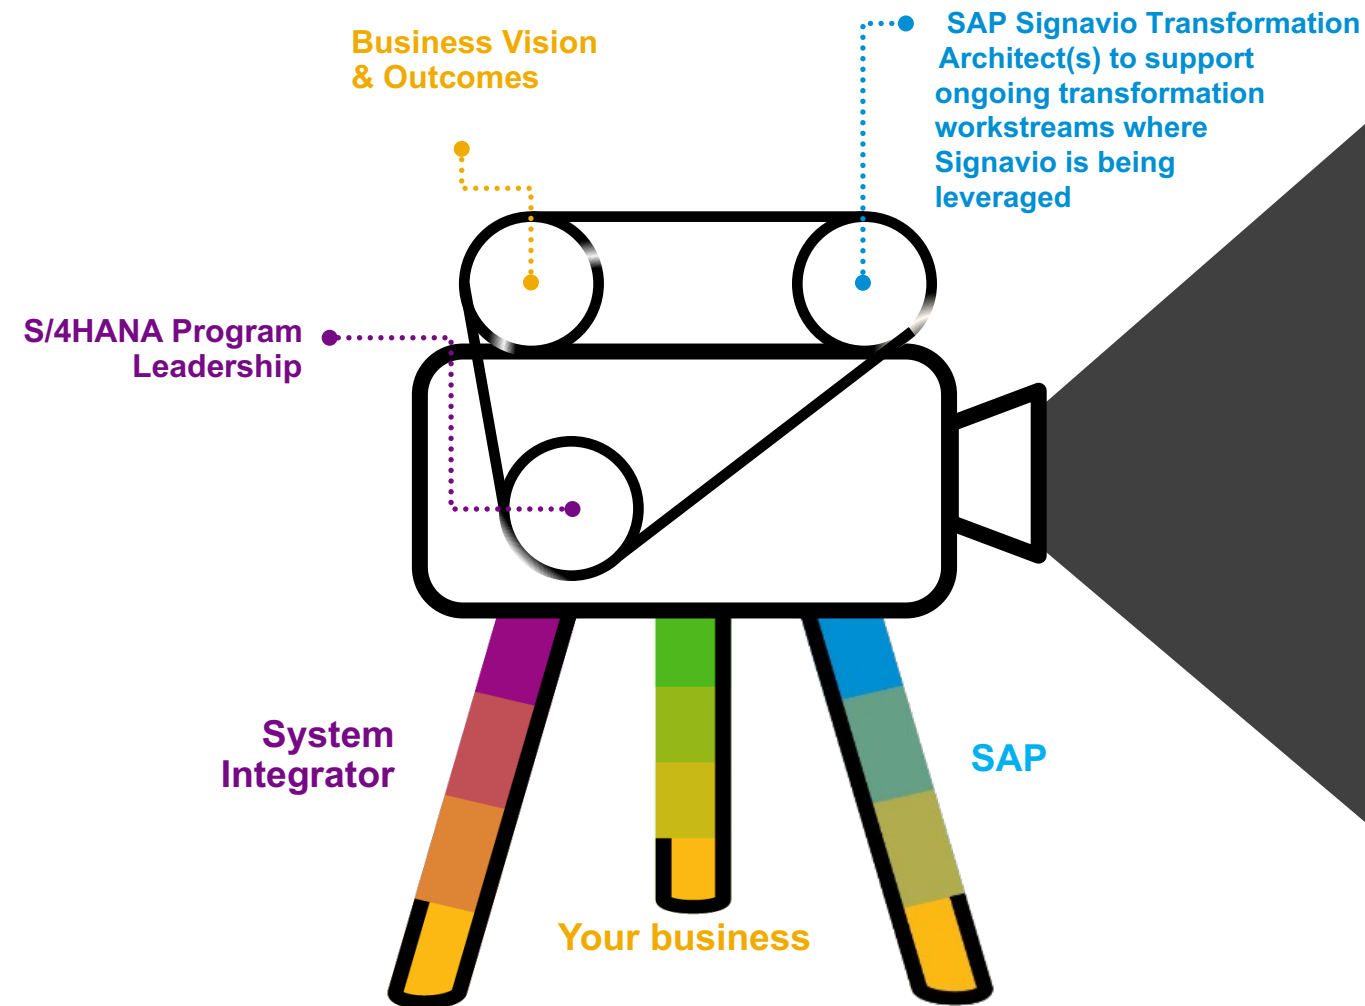 Business Vision
& Outcomes
SAP Signavio Transformation
Architect(s) to support
ongoing transformation
workstreams where
Signavio is being
leveraged
S/4HANA Program
Leadership
System
Integrator
SAP
Your business